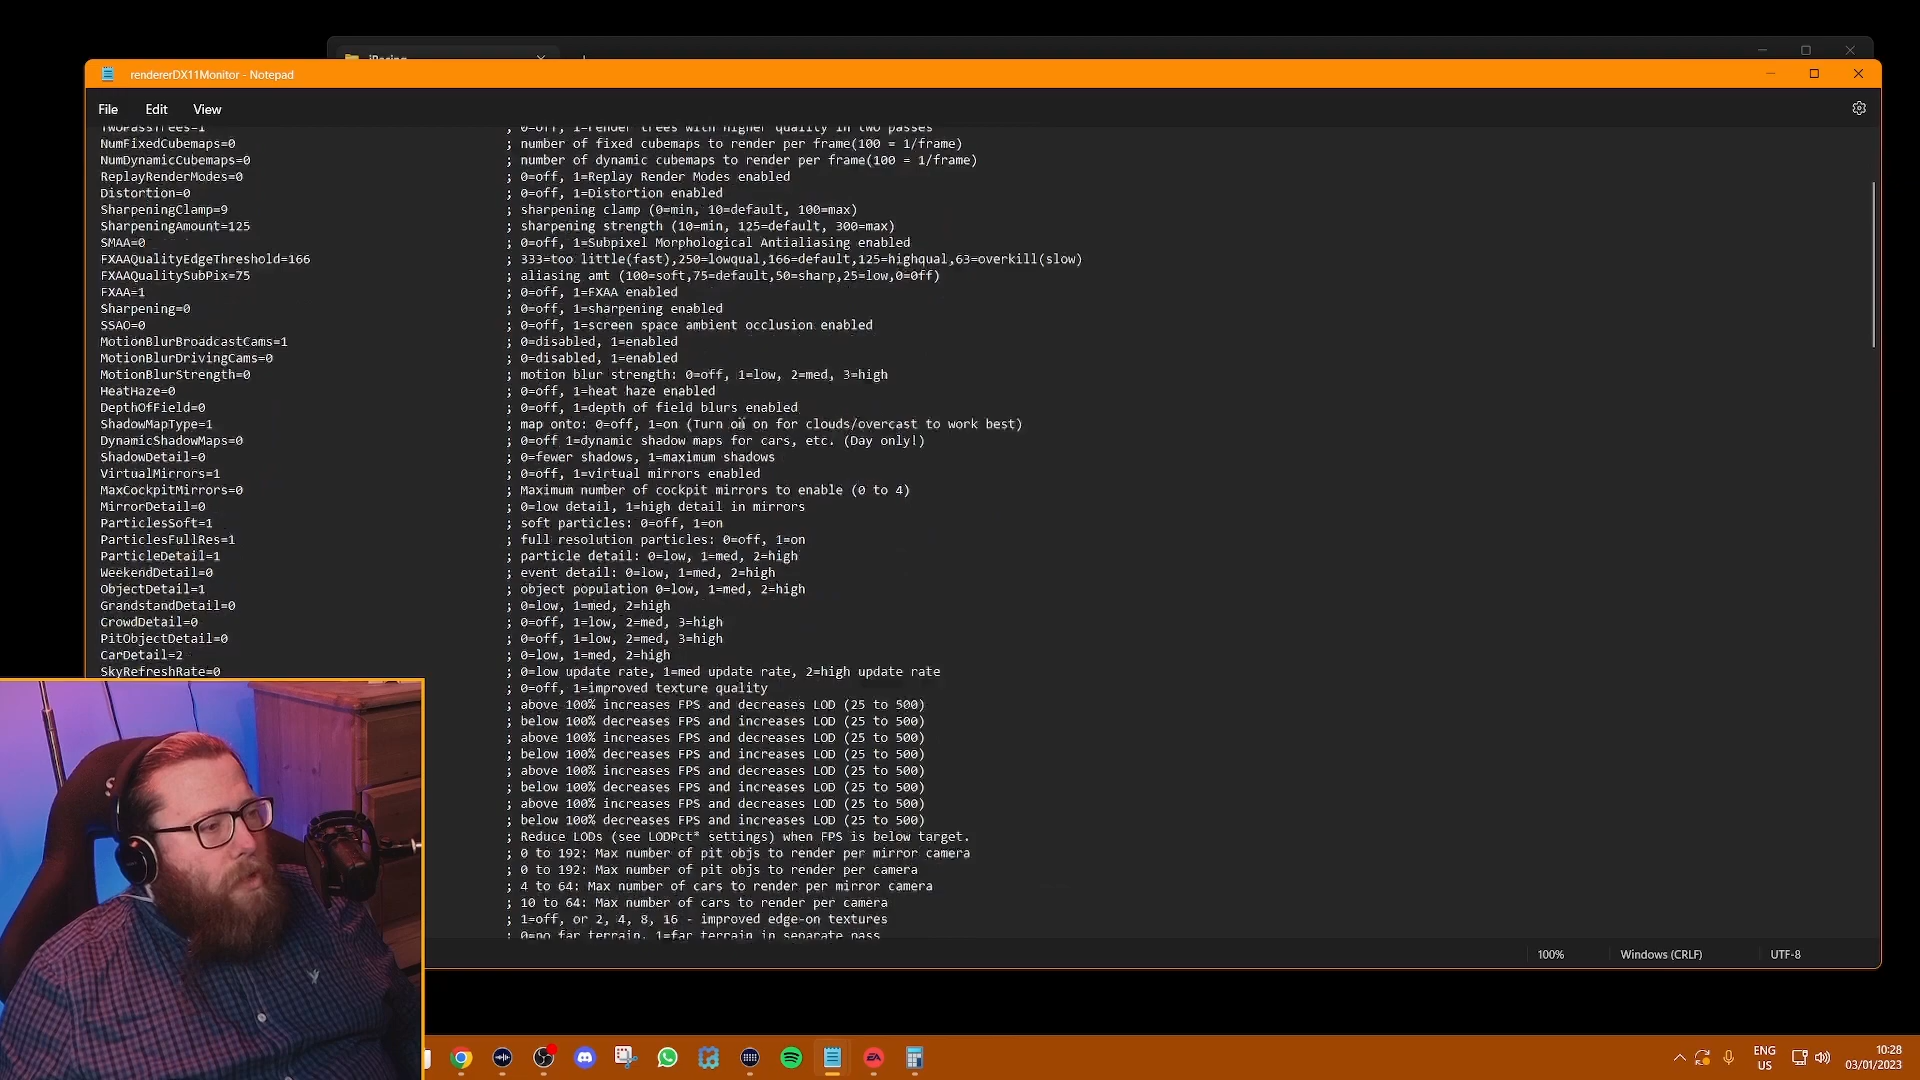 iRacing
rendererDX11Monitor - Notepad
File Edit View
TwoPassTrees=1 ; 0=off, 1=render trees with higher quality in two passes
NumFixedCubemaps=0 ; number of fixed cubemaps to render per frame(100 = 1/frame)
NumDynamicCubemaps=0 ; number of dynamic cubemaps to render per frame(100 = 1/frame)
ReplayRenderModes=0 ; 0=off, 1=Replay Render Modes enabled
Distortion=0 ; 0=off, 1=Distortion enabled
SharpeningClamp=9 ; sharpening clamp (0=min, 10=default, 100=max)
SharpeningAmount=125 ; sharpening strength (10=min, 125=default, 300=max)
SMAA=0 ; 0=off, 1=Subpixel Morphological Antialiasing enabled
FXAAQualityEdgeThreshold=166 ; 333=too little(fast),250=lowqual,166=default,125=highqual,63=overkill(slow)
FXAAQualitySubPix=75 ; aliasing amt (100=soft,75=default,50=sharp,25=low,0=0ff)
FXAA=1 ; 0=off, 1=FXAA enabled
Sharpening=0 ; 0=off, 1=sharpening enabled
SSAO=0 ; 0=off, 1=screen space ambient occlusion enabled
MotionBlurBroadcastCams=1 ; 0=disabled, 1=enabled
MotionBlurDrivingCams=0 ; 0=disabled, 1=enabled
MotionBlurStrength=0 ; motion blur strength: 0=off, 1=low, 2=med, 3=high
HeatHaze=0 ; 0=off, 1=heat haze enabled
DepthOfField=0 ; 0=off, 1=depth of field blurs enabled
ShadowMapType=1 ; map onto: 0=off, 1=on (Turn on on for clouds/overcast to work best)
DynamicShadowMaps=0 ; 0=off 1=dynamic shadow maps for cars, etc. (Day only!)
ShadowDetail=0 ; 0=fewer shadows, 1=maximum shadows
VirtualMirrors=1 ; 0=off, 1=virtual mirrors enabled
MaxCockpitMirrors=0 ; Maximum number of cockpit mirrors to enable (0 to 4)
MirrorDetail=0 ; 0=low detail, 1=high detail in mirrors
ParticlesSoft=1 ; soft particles: 0=off, 1=on
ParticlesFullRes=1 ; full resolution particles: 0=off, 1=on
ParticleDetail=1 ; particle detail: 0=low, 1=med, 2=high
WeekendDetail=0 ; event detail: 0=low, 1=med, 2=high
ObjectDetail=1 ; object population 0=low, 1=med, 2=high
GrandstandDetail=0 ; 0=low, 1=med, 2=high
CrowdDetail=0 ; 0=off, 1=low, 2=med, 3=high
PitObjectDetail=0 ; 0=off, 1=low, 2=med, 3=high
CarDetail=2 ; 0=low, 1=med, 2=high
SkyRefreshRate=0 ; 0=low update rate, 1=med update rate, 2=high update rate
; 0=off, 1=improved texture quality
; above 100% increases FPS and decreases LOD (25 to 500)
; below 100% decreases FPS and increases LOD (25 to 500)
; above 100% increases FPS and decreases LOD (25 to 500)
; below 100% decreases FPS and increases LOD (25 to 500)
; above 100% increases FPS and decreases LOD (25 to 500)
; below 100% decreases FPS and increases LOD (25 to 500)
; above 100% increases FPS and decreases LOD (25 to 500)
; below 100% decreases FPS and increases LOD (25 to 500)
; Reduce LODs (see LODPct* settings) when FPS is below target.
; 0 to 192: Max number of pit objs to render per mirror camera
; 0 to 192: Max number of pit objs to render per camera
; 4 to 64: Max number of cars to render per mirror camera
; 10 to 64: Max number of cars to render per camera
; 1=off, or 2, 4, 8, 16 - improved edge-on textures
; 0=no far terrain, 1=far terrain in separate pass
100% Windows (CRLF) UTF-8
EA
ENG
US
10:28
03/01/2023